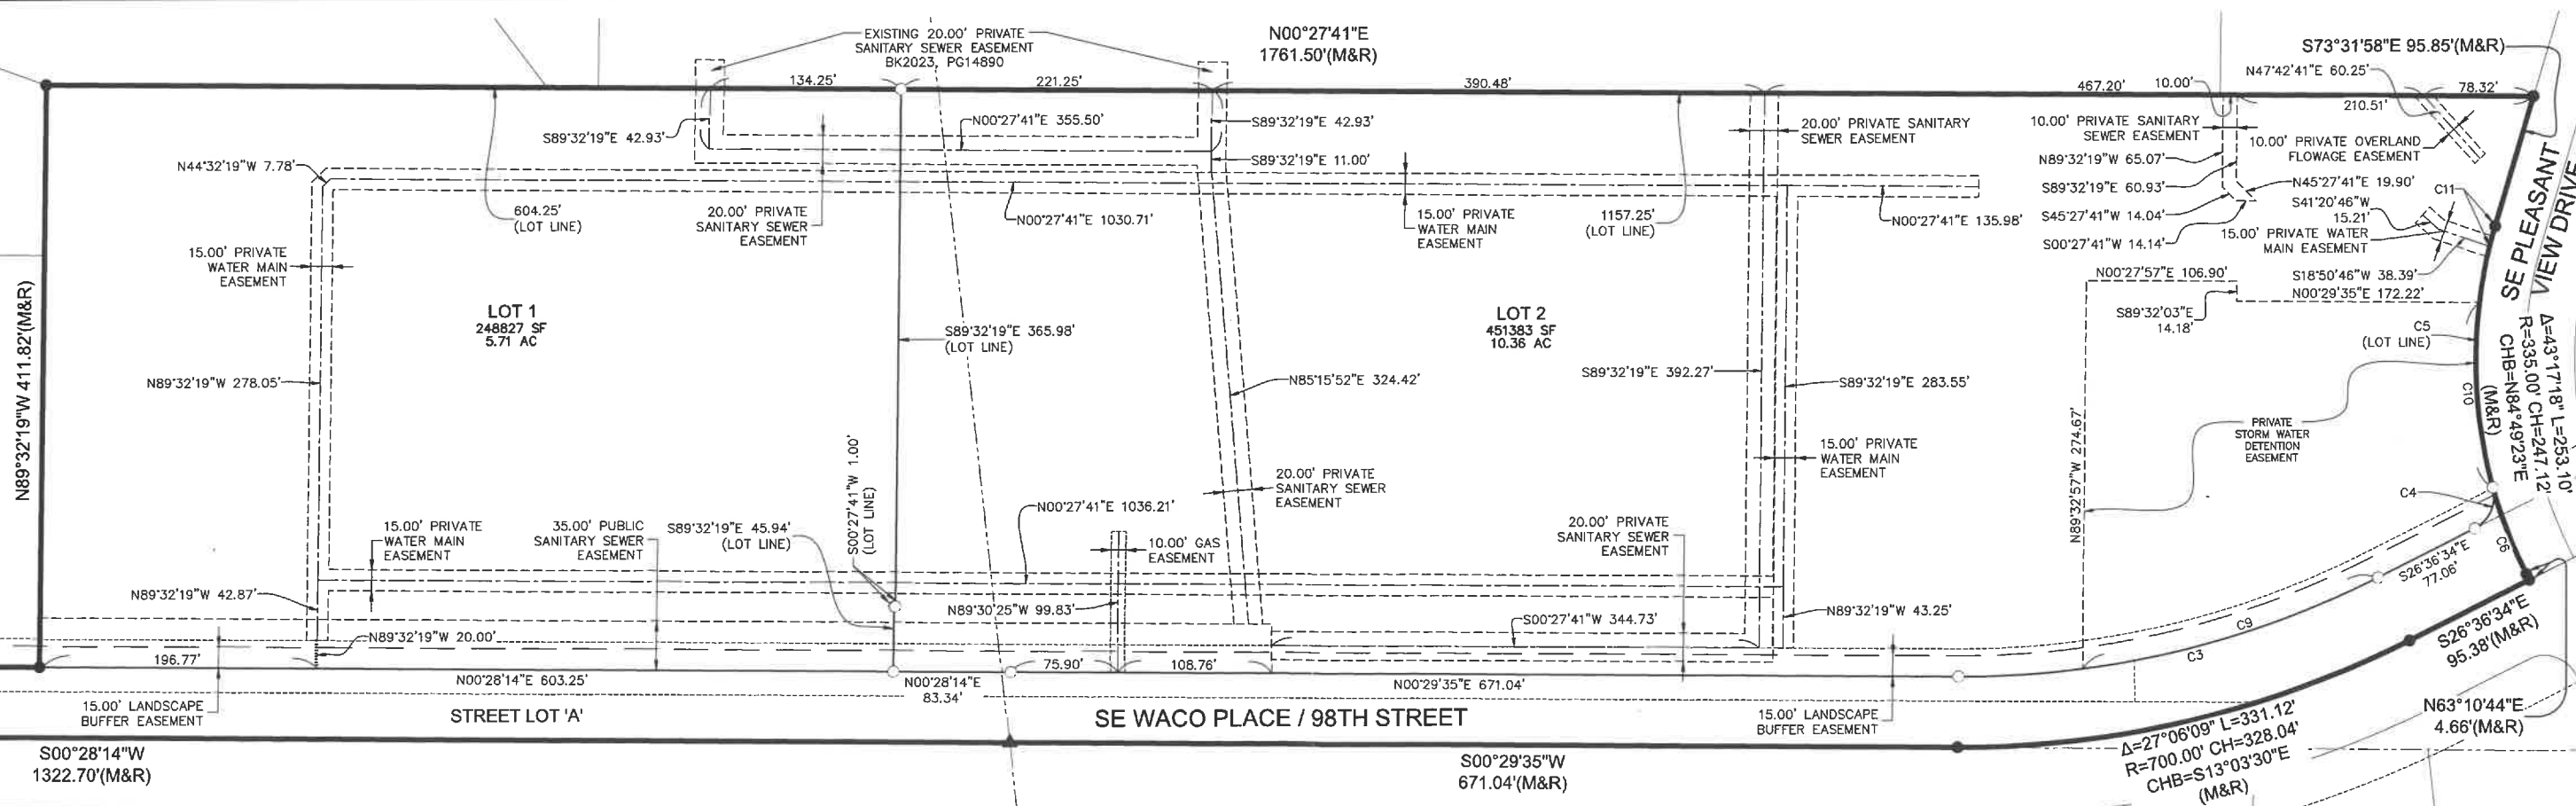 EXISTING 20.00' PRIVATE
SANITARY SEWER EASEMENT
BK2023, PG14890
N00°27'41"E
1761.50'(M&R)
S73°31'58"E 95.85'(M&R)
N47°42'41"E 60.25'
134.25'
221.25'
390.48'
467.20'
10.00'
78.32'
210.51'
S89°32'19"E 42.93'
N00°27'41"E 355.50'
S89°32'19"E 42.93'
S89°32'19"E 11.00'
20.00' PRIVATE SANITARY
SEWER EASEMENT
10.00' PRIVATE SANITARY
SEWER EASEMENT
10.00' PRIVATE OVERLAND
FLOWAGE EASEMENT
N44°32'19"W 7.78'
N89°32'19"W 65.07'
S89°32'19"E 60.93'
N45°27'41"E 19.90'
C11
S41°20'46"W
15.21'
S45°27'41"W 14.04'
S00°27'41"W 14.14'
15.00' PRIVATE WATER
MAIN EASEMENT
S18°50'46"W 38.39'
604.25'
(LOT LINE)
20.00' PRIVATE
SANITARY SEWER
EASEMENT
N00°27'41"E 1030.71'
15.00' PRIVATE
WATER MAIN
EASEMENT
1157.25'
(LOT LINE)
N00°27'41"E 135.98'
15.00' PRIVATE
WATER MAIN
EASEMENT
N00°27'57"E 106.90'
N00°29'35"E 172.22'
S89°32'03"E
14.18'
SE PLEASANT
VIEW DRIVE
N89°32'19"W 411.82'(M&R)
LOT 1
248827 SF
5.71 AC
S89°32'19"E 365.98'
(LOT LINE)
LOT 2
451383 SF
10.36 AC
C5
(LOT LINE)
Δ=43°17'18" L=253.10'
R=335.00' CH=247.12'
CHB=N84°49'23"E
(M&R)
N89°32'19"W 278.05'
N85°15'52"E 324.42'
S89°32'19"E 392.27'
S89°32'19"E 283.55'
C10
N89°32'57"W 274.67'
PRIVATE
STORM WATER
DETENTION
EASEMENT
S00°27'41"W 1.00'
(LOT LINE)
15.00' PRIVATE
WATER MAIN
EASEMENT
20.00' PRIVATE
SANITARY SEWER
EASEMENT
C4
15.00' PRIVATE
WATER MAIN
EASEMENT
35.00' PUBLIC
SANITARY SEWER
EASEMENT
S89°32'19"E 45.94'
(LOT LINE)
N00°27'41"E 1036.21'
10.00' GAS
EASEMENT
20.00' PRIVATE
SANITARY SEWER
EASEMENT
C6
S26°36'34"E
77.06'
N89°32'19"W 42.87'
N89°30'25"W 99.83'
N89°32'19"W 43.25'
S00°27'41"W 344.73'
N89°32'19"W 20.00'
C9
C3
S26°36'34"E
95.38'(M&R)
196.77'
75.90'
108.76'
N00°28'14"E 603.25'
N00°28'14"E
83.34'
N00°29'35"E 671.04'
15.00' LANDSCAPE
BUFFER EASEMENT
STREET LOT 'A'
SE WACO PLACE / 98TH STREET
15.00' LANDSCAPE
BUFFER EASEMENT
N63°10'44"E
4.66'(M&R)
S00°28'14"W
1322.70'(M&R)
S00°29'35"W
671.04'(M&R)
Δ=27°06'09" L=331.12'
R=700.00' CH=328.04'
CHB=S13°03'30"E
(M&R)